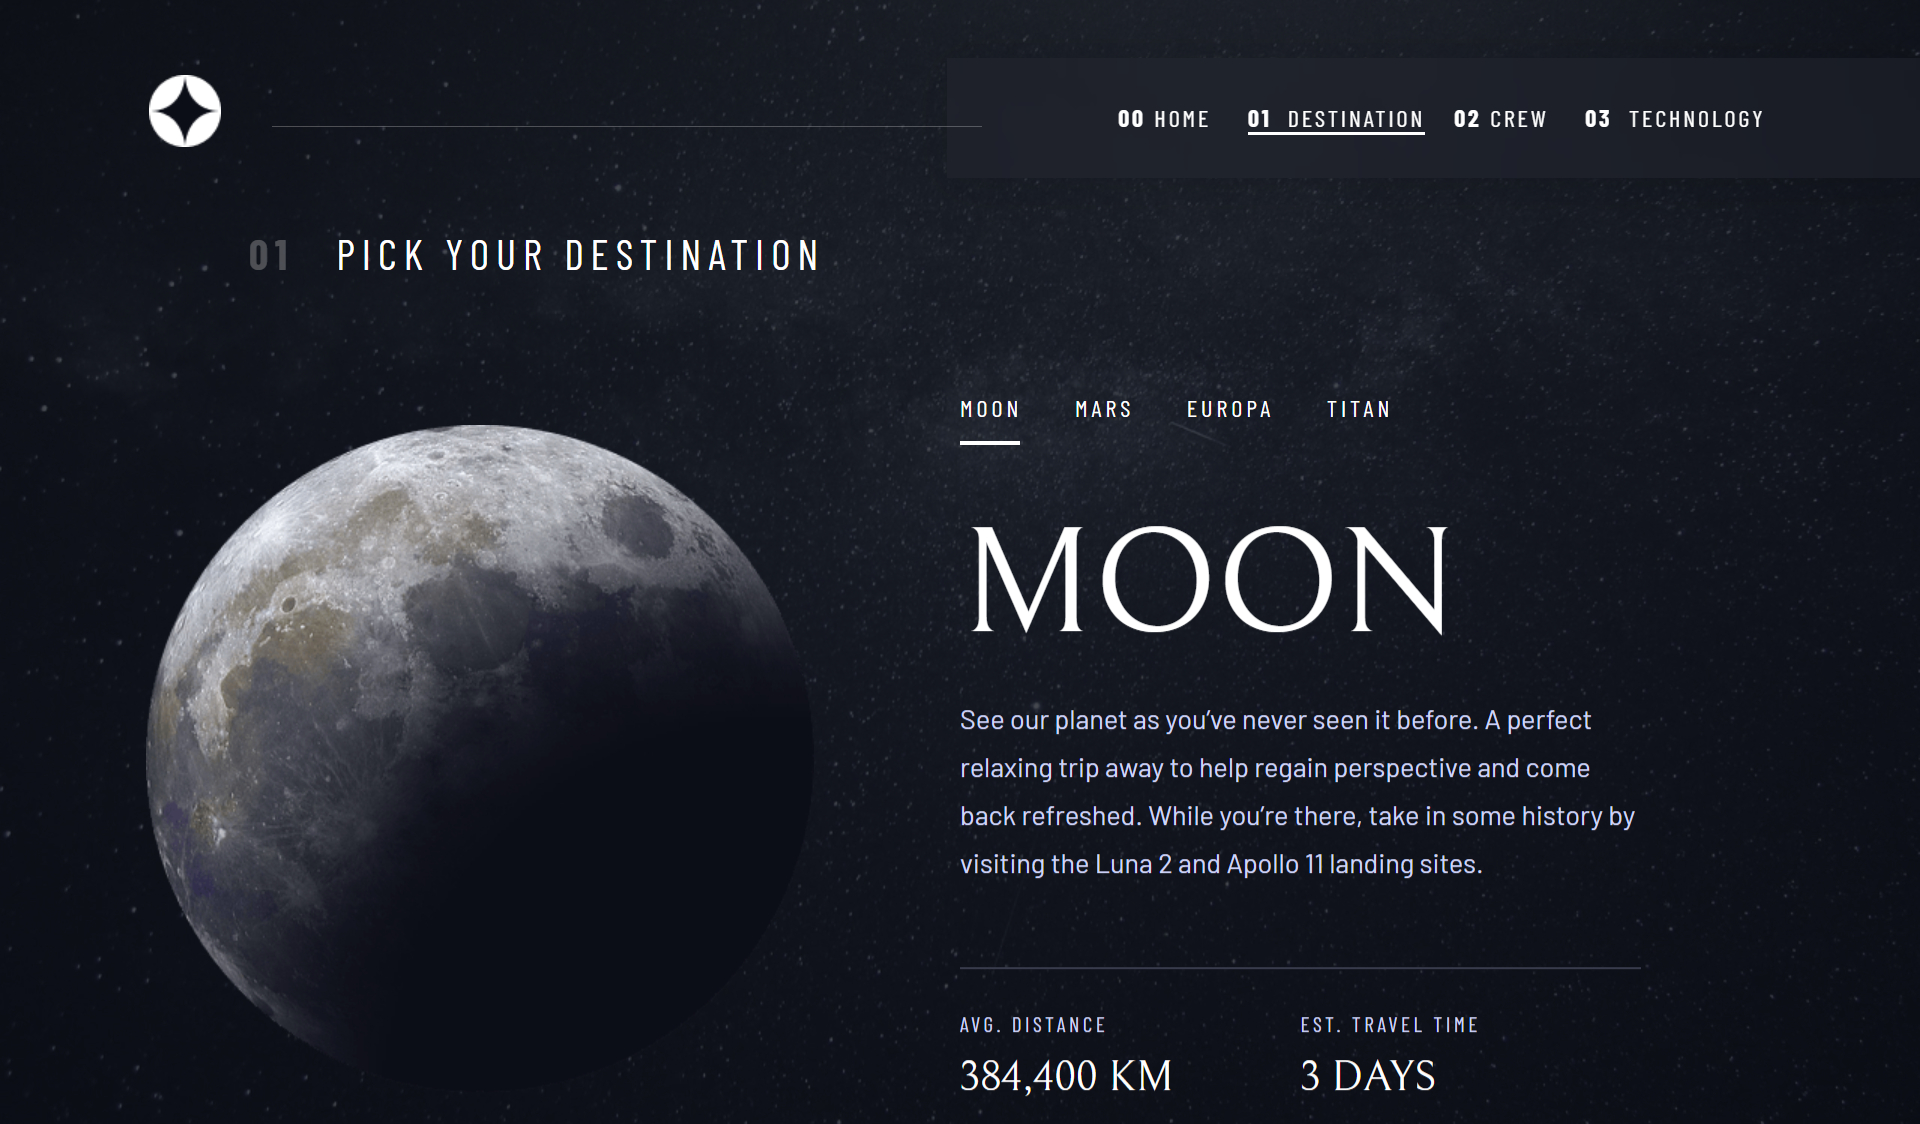 00 HOME 01 DESTINATION 02 CREW 03 TECHNOLOGY
01 PICK YOUR DESTINATION
MOON MARS EUROPA TITAN
MOON
See our planet as you’ve never seen it before. A perfect
relaxing trip away to help regain perspective and come
back refreshed. While you’re there, take in some history by
visiting the Luna 2 and Apollo 11 landing sites.
AVG. DISTANCE EST. TRAVEL TIME
384,400 KM 3 DAYS